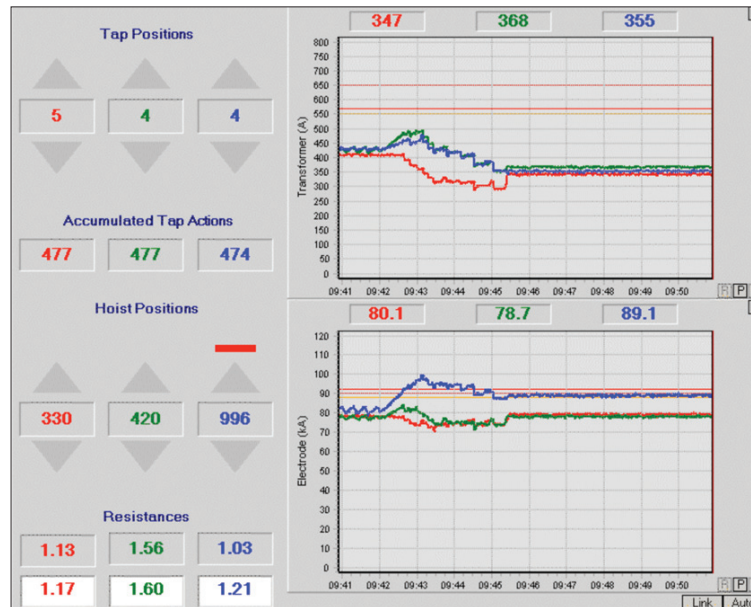 Tap Positions
5 4 4
Accumulated Tap Actions
477 477 474
Hoist Positions
330 420 996
Resistances
1.13 1.56 1.03
1.17 1.60 1.21
347 368 355
Transformer (A)
800
750
700
650
600
550
500
450
400
350
300
250
200
150
100
50
0
09:41 09:42 09:43 09:44 09:45 09:46 09:47 09:48 09:49 09:50
R P
80.1 78.7 89.1
Electrode (kA)
120
110
100
90
80
70
60
50
40
30
20
10
0
09:41 09:42 09:43 09:44 09:45 09:46 09:47 09:48 09:49 09:50
R P
Link Aut